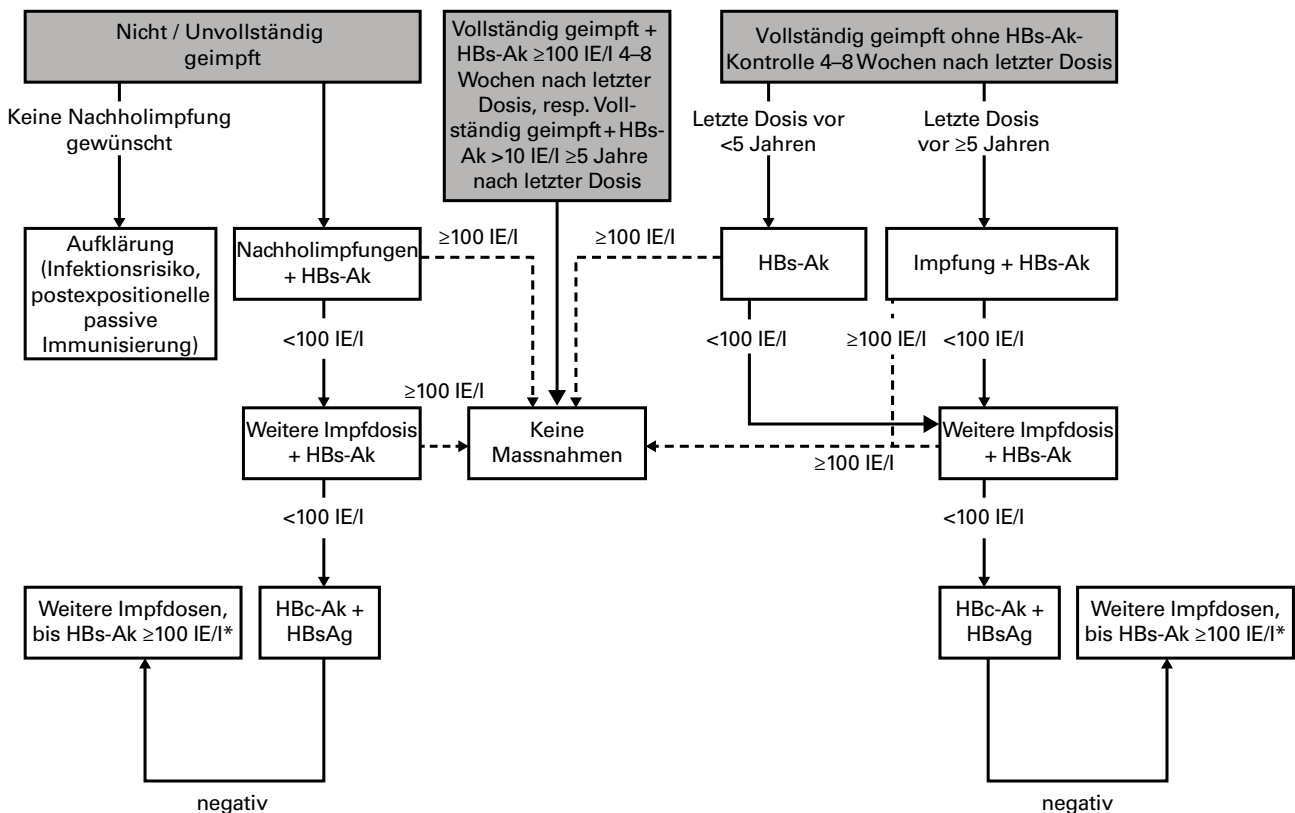 Nicht / Unvollständig
geimpft
Vollständig geimpft +
HBs-Ak ≥100 IE/l 4–8
Wochen nach letzter
Dosis, resp. Voll-
ständig geimpft + HBs-
Ak >10 IE/l ≥5 Jahre
nach letzter Dosis
Vollständig geimpft ohne HBs-Ak-
Kontrolle 4–8 Wochen nach letzter Dosis
Keine Nachholimpfung
gewünscht
Letzte Dosis vor
<5 Jahren
Letzte Dosis
vor ≥5 Jahren
Aufklärung
(Infektionsrisiko,
postexpositionelle
passive
Immunisierung)
Nachholimpfungen
+ HBs-Ak
≥100 IE/l
≥100 IE/l
HBs-Ak
Impfung + HBs-Ak
<100 IE/l
<100 IE/l
≥100 IE/l
<100 IE/l
≥100 IE/l
Weitere Impfdosis
+ HBs-Ak
Keine
Massnahmen
≥100 IE/l
Weitere Impfdosis
+ HBs-Ak
<100 IE/l
<100 IE/l
Weitere Impfdosen,
bis HBs-Ak ≥100 IE/l*
HBc-Ak +
HBsAg
HBc-Ak +
HBsAg
Weitere Impfdosen,
bis HBs-Ak ≥100 IE/l*
negativ
negativ